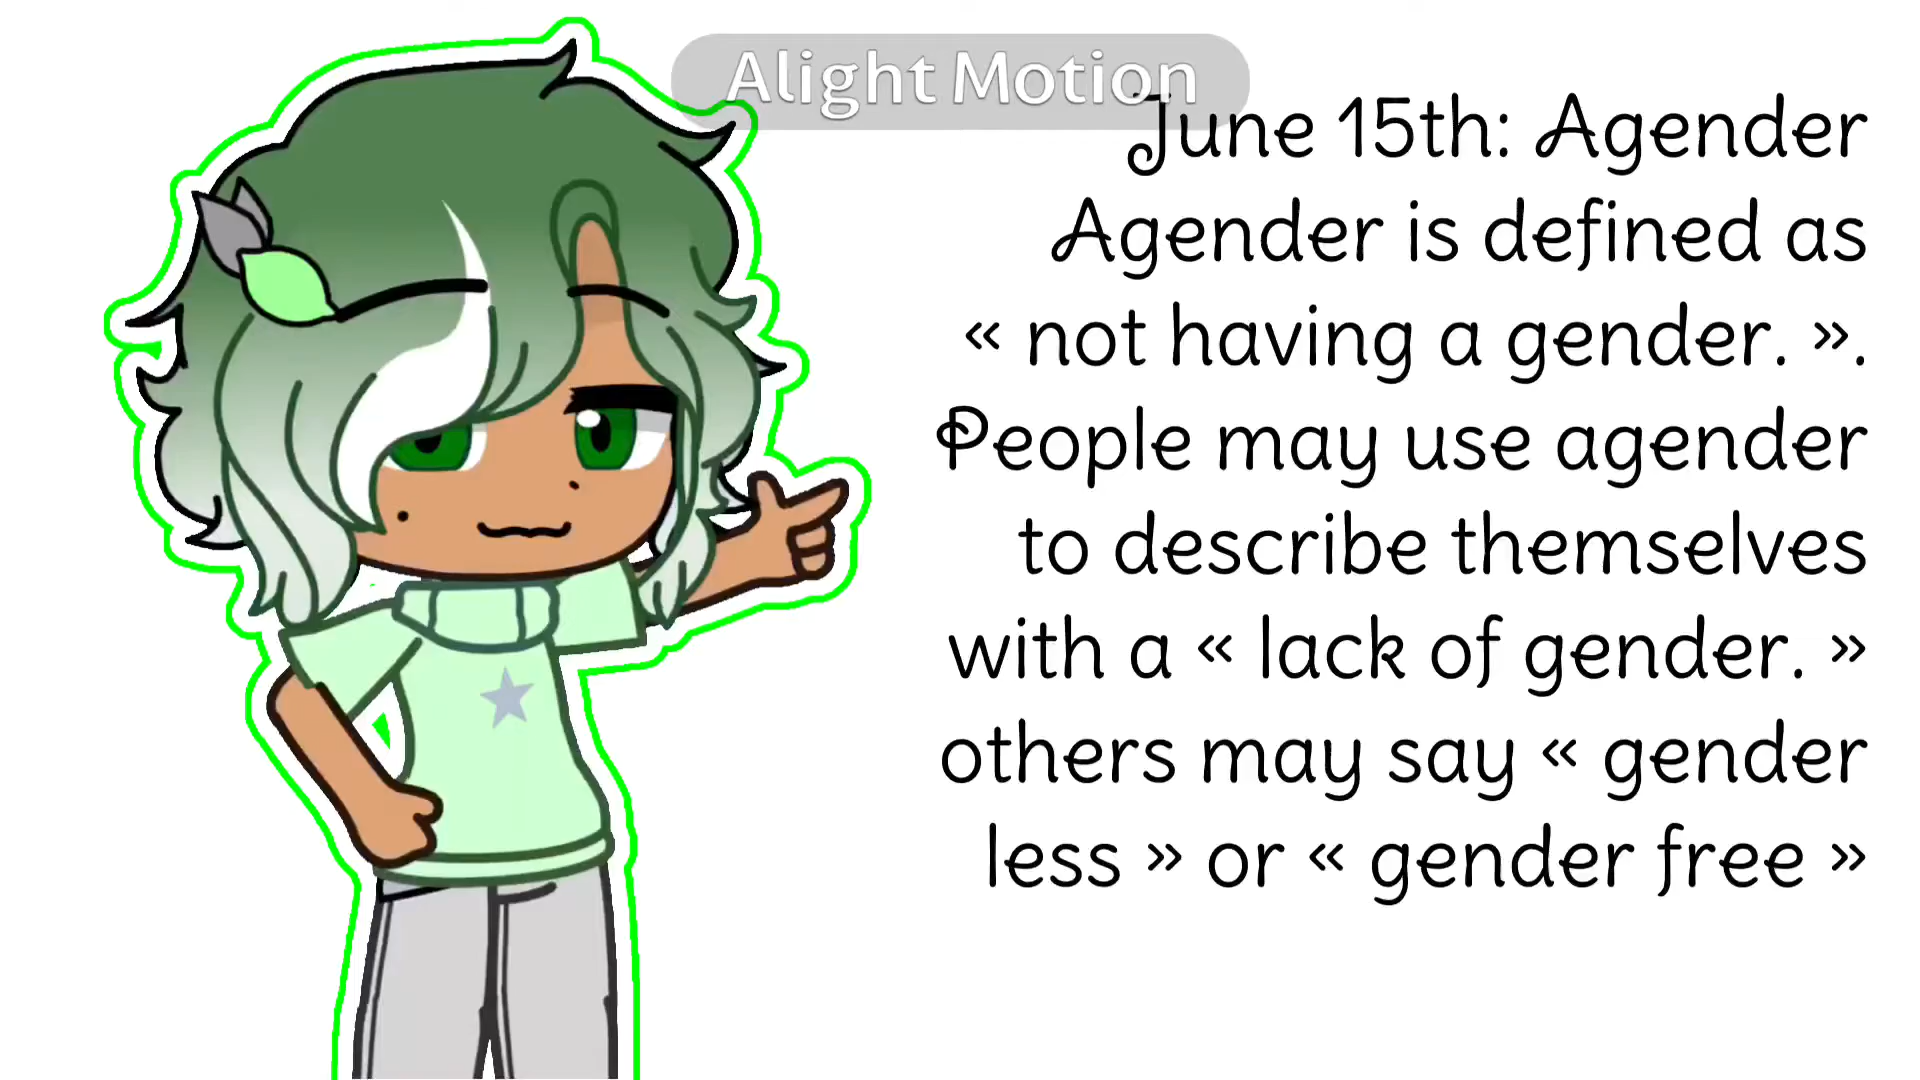 Alight Motion
June 15th: Agender
Agender is defined as
« not having a gender. ».
People may use agender
to describe themselves
with a « lack of gender. »
others may say « gender
less » or « gender free »